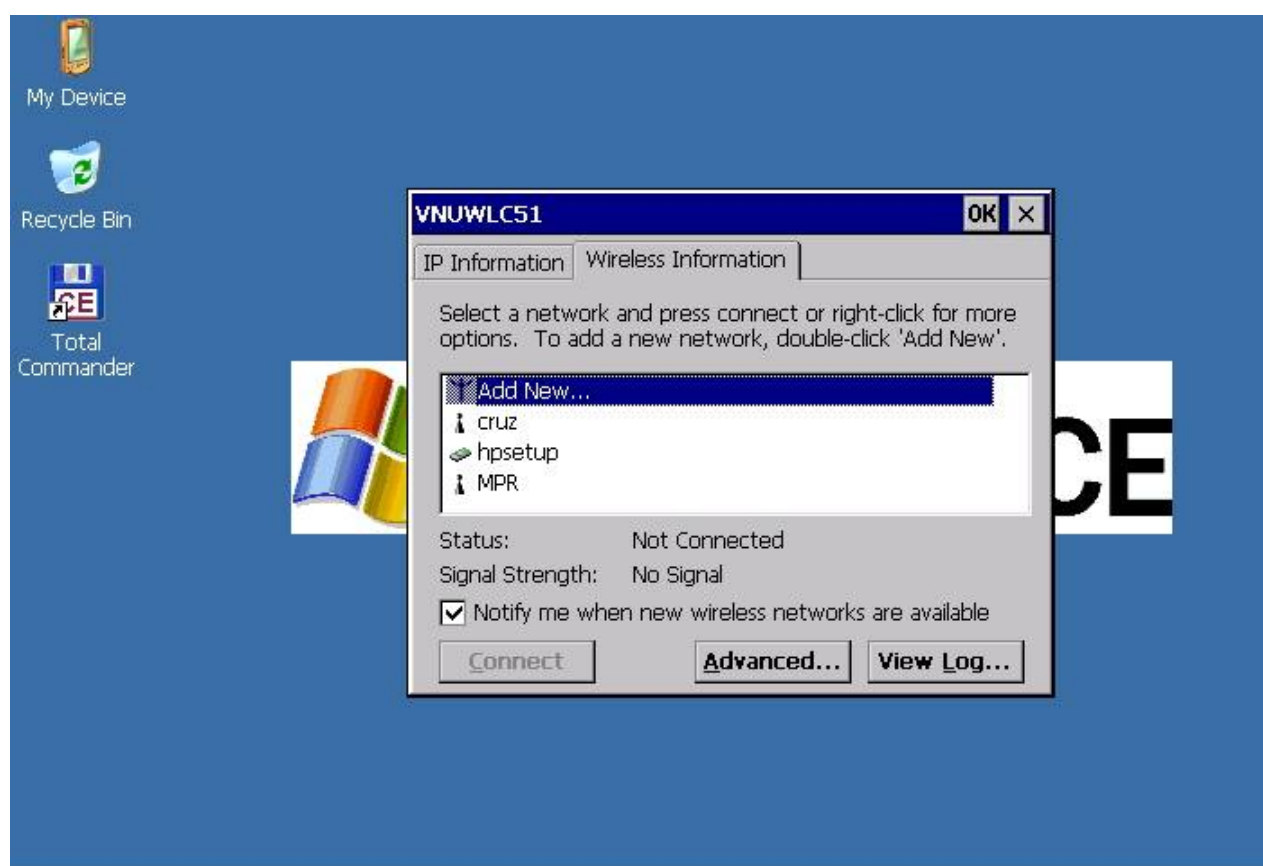 My Device
Recycle Bin
CE
Total
Commander
VNUWLC51
OK
IP Information
Wireless Information
Select a network and press connect or right-click for more
options. To add a new network, double-click 'Add New'.
Add New...
cruz
hpsetup
MPR
CE
Status: Not Connected
Signal Strength: No Signal
Notify me when new wireless networks are available
Connect
Advanced...
View Log...